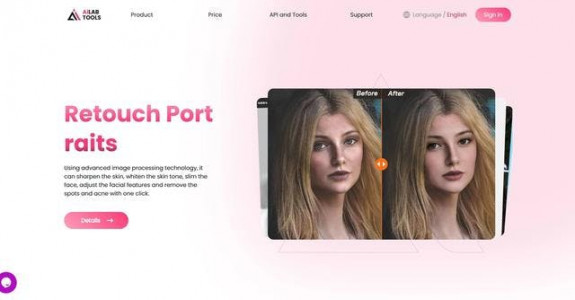 AILAB
TOOLS
Product
Price
API and Tools
Support
Language / English
Sign In
Retouch Port
raits
Using advanced image processing technology, it
can sharpen the skin, whiten the skin tone, slim the
face, adjust the facial features and remove the
spots and acne with one click.
Details
Before
After